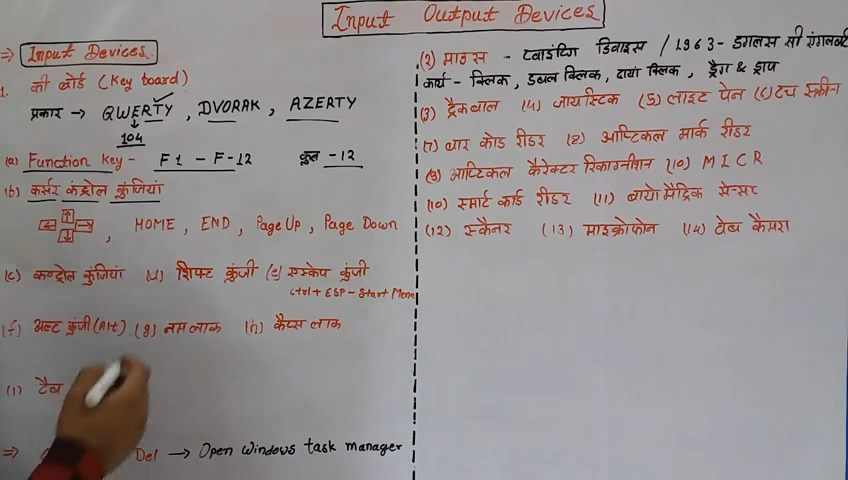 Input Output Devices
⇒ Input Devices
1. की बोर्ड (Key board)
प्रकार → QWERTY ✓, DVORAK, AZERTY
↓
104
(a) Function Key - F1 - F-12 कुल - 12
(b) कर्सर कंट्रोल कुंजियां
← ↑ ↓ →, HOME, END, Page Up, Page Down
(c) कण्ट्रोल कुंजियां (d) शिफ्ट कुंजी (e) एस्केप कुंजी
Ctrl + ESP - Start Menu
(f) अल्ट कुंजी (Alt) (g) नम लाक (h) कैप्स लाक
(i) टैब
⇒ Del → Open windows task manager
(2) माउस - प्वाइंटिंग डिवाइस / 1963 - डगलस सी
कार्य - क्लिक, डबल क्लिक, दायां क्लिक, ड्रैग & ड्राप
(3) ट्रैकबाल (4) जायस्टिक (5) लाइट पेन (6) टच स्क्रीन
(7) बार कोड रीडर (8) आप्टिकल मार्क रीडर
(9) आप्टिकल कैरेक्टर रिकाग्नीशन (10) MICR
(10) स्मार्ट कार्ड रीडर (11) बायोमैट्रिक सेन्सर
(12) स्कैनर (13) माइक्रोफोन (14) वेब कैमरा